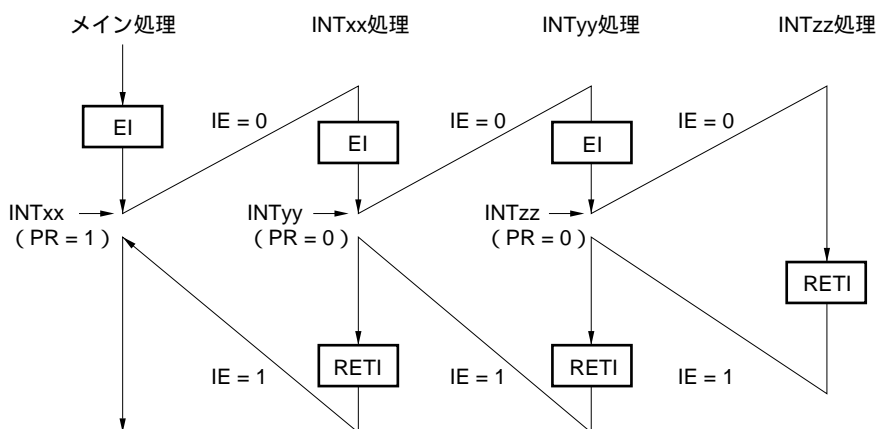 メイン処理
INTxx処理
INTyy処理
INTzz処理
EI
IE = 0
EI
IE = 0
EI
IE = 0
INTxx
（PR = 1）
INTyy
（PR = 0）
INTzz
（PR = 0）
RETI
IE = 1
RETI
IE = 1
RETI
IE = 1